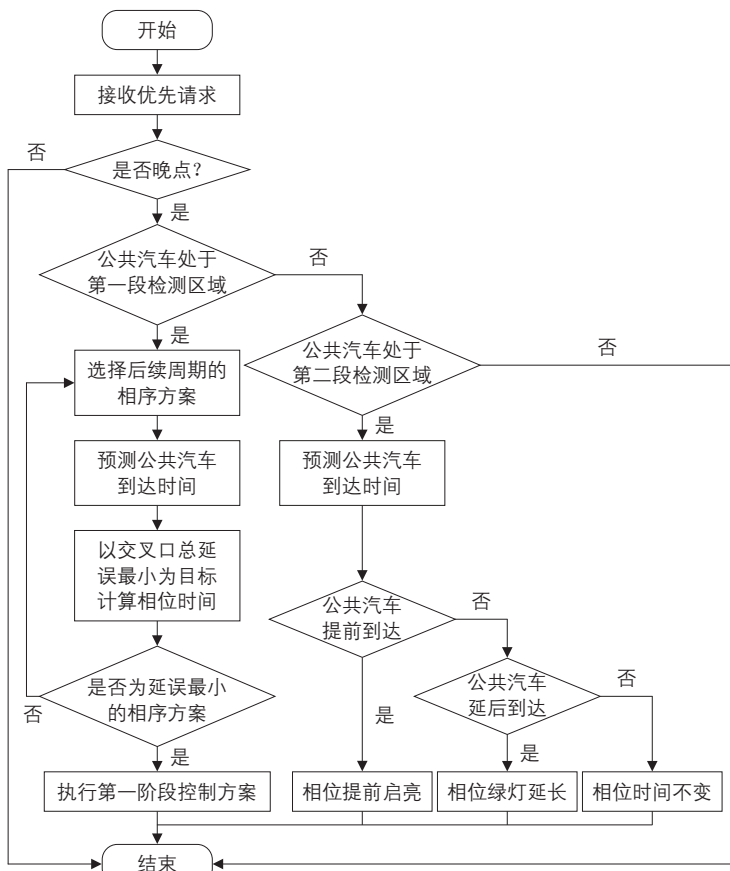 开始
接收优先请求
否
是否晚点?
是
公共汽车处于
第一段检测区域
否
是
公共汽车处于
第二段检测区域
否
选择后续周期的
相序方案
是
预测公共汽车
到达时间
预测公共汽车
到达时间
以交叉口总延
误最小为目标
计算相位时间
公共汽车
提前到达
否
是否为延误最小
的相序方案
否
公共汽车
延后到达
否
是
是
是
执行第一阶段控制方案
相位提前启亮
相位绿灯延长
相位时间不变
结束